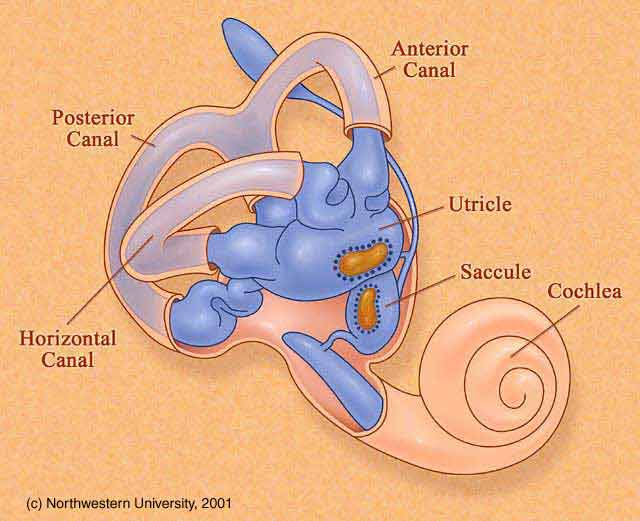 Anterior
Canal
Posterior
Canal
Utricle
Saccule
Cochlea
Horizontal
Canal
(c) Northwestern University, 2001